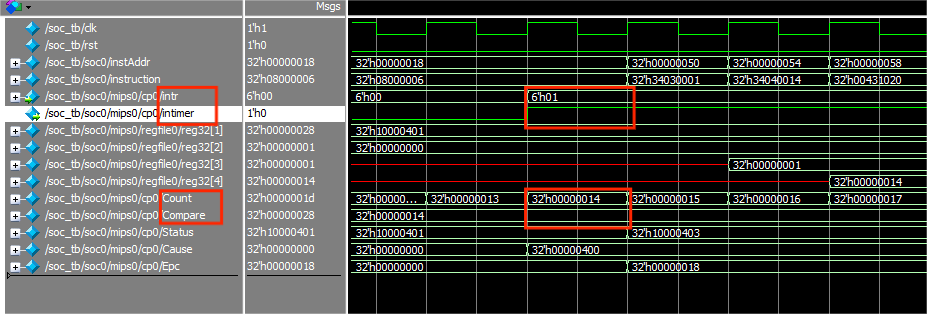 Msgs
/soc_tb/clk 1'h1
/soc_tb/rst 1'h0
/soc_tb/soc0/instAddr 32'h00000018 32'h00000018 32'h00000050 32'h00000054 32'h00000058
/soc_tb/soc0/instruction 32'h08000006 32'h08000006 32'h34030001 32'h34040014 32'h00431020
/soc_tb/soc0/mips0/cp0/intr 6'h00 6'h00 6'h01
/soc_tb/soc0/mips0/cp0/intimer 1'h0
/soc_tb/soc0/mips0/regfile0/reg32[1] 32'h00000028 32'h10000401
/soc_tb/soc0/mips0/regfile0/reg32[2] 32'h00000001 32'h00000000
/soc_tb/soc0/mips0/regfile0/reg32[3] 32'h00000001 32'h00000001
/soc_tb/soc0/mips0/regfile0/reg32[4] 32'h00000014 32'h00000014
/soc_tb/soc0/mips0/cp0/Count 32'h0000001d 32'h00000... 32'h00000013 32'h00000014 32'h00000015 32'h00000016 32'h00000017
/soc_tb/soc0/mips0/cp0/Compare 32'h00000028 32'h00000014
/soc_tb/soc0/mips0/cp0/Status 32'h10000401 32'h10000401 32'h10000403
/soc_tb/soc0/mips0/cp0/Cause 32'h00000000 32'h00000000 32'h00000400
/soc_tb/soc0/mips0/cp0/Epc 32'h00000018 32'h00000000 32'h00000018